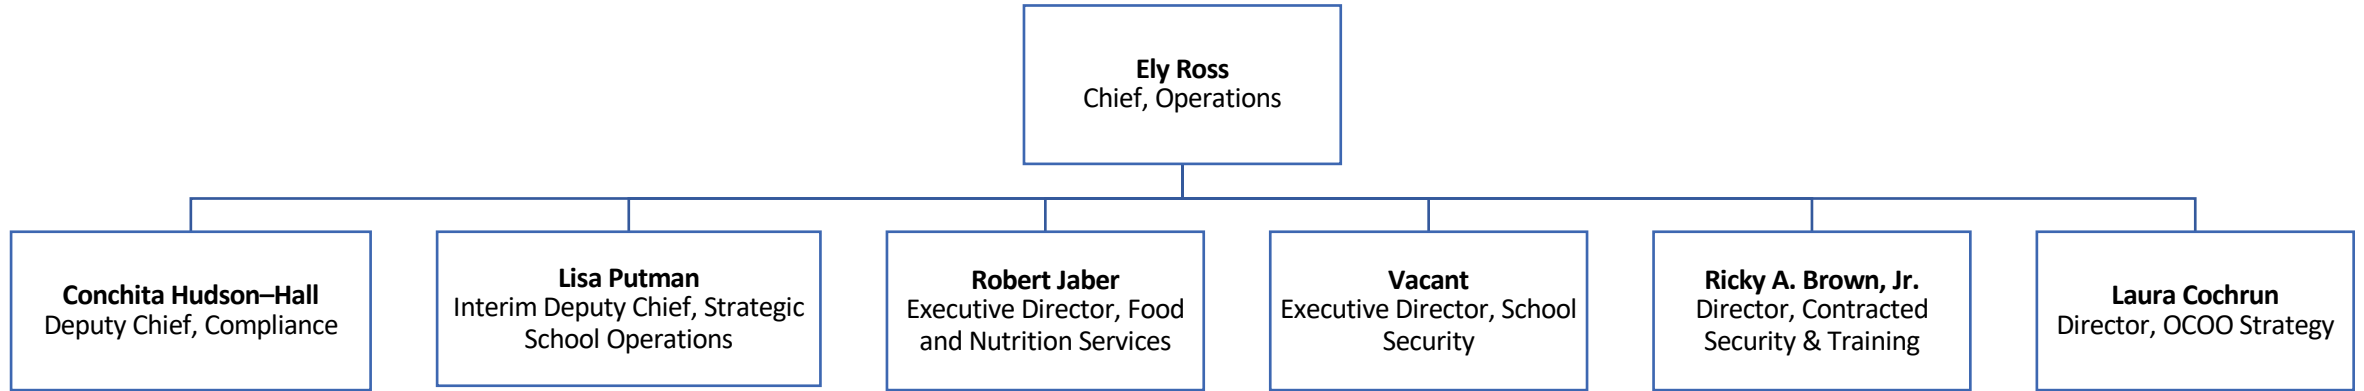 Ely Ross
Chief, Operations
Conchita Hudson–Hall
Deputy Chief, Compliance
Lisa Putman
Interim Deputy Chief, Strategic
School Operations
Robert Jaber
Executive Director, Food
and Nutrition Services
Vacant
Executive Director, School
Security
Ricky A. Brown, Jr.
Director, Contracted
Security & Training
Laura Cochrun
Director, OCOO Strategy